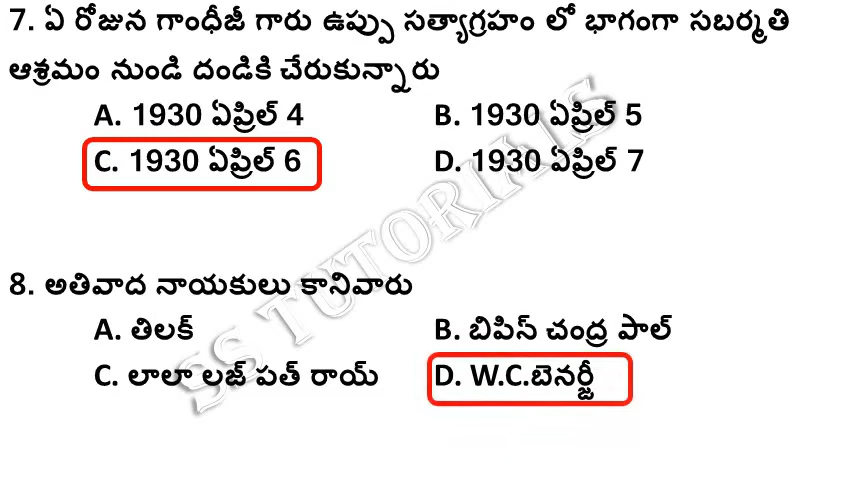 7. ఏ రోజున గాంధీజీ గారు ఉప్పు సత్యాగ్రహం లో భాగంగా సబర్మతి
ఆశ్రమం నుండి దండికి చేరుకున్నారు
A. 1930 ఏప్రిల్ 4 B. 1930 ఏప్రిల్ 5
C. 1930 ఏప్రిల్ 6 D. 1930 ఏప్రిల్ 7
8. అతివాద నాయకులు కానివారు
A. తిలక్ B. బిపిన్ చంద్ర పాల్
C. లాలా లజ్ పత్ రాయ్ D. W.C.బెనర్జీ
SS TUTORIALS